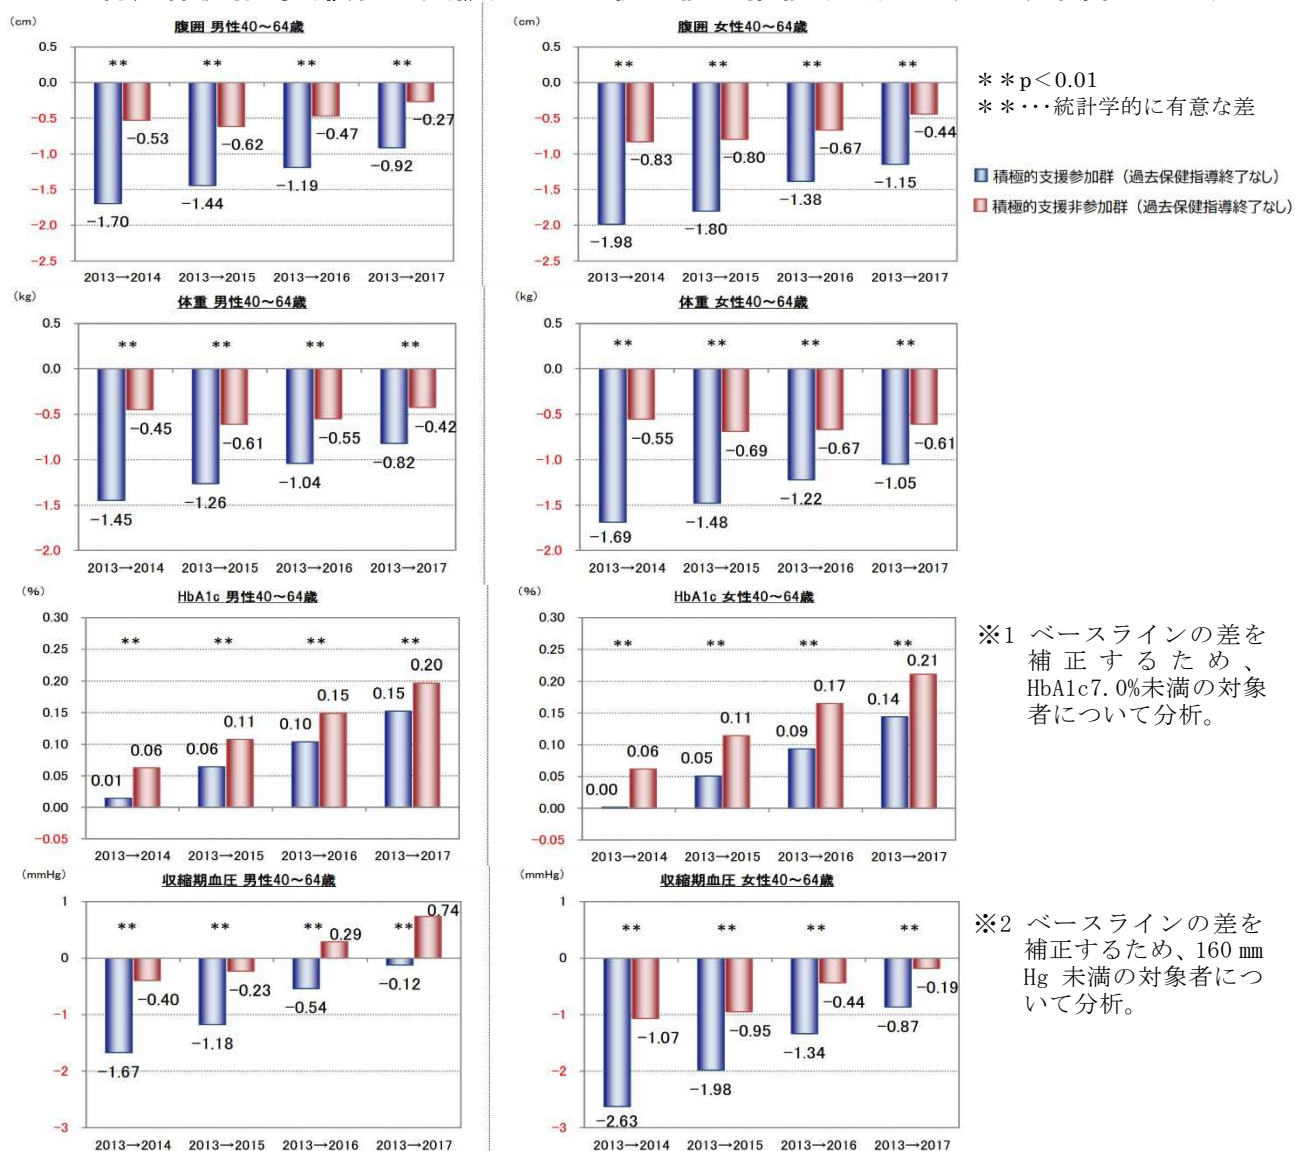 (cm)
腹囲 男性40～64歳
0.5
0.0
−0.5
−1.0
−1.5
−2.0
−2.5
** ** ** **
−1.70
−0.53
−1.44
−0.62
−1.19
−0.47
−0.92
−0.27
2013→2014 2013→2015 2013→2016 2013→2017
(cm)
腹囲 女性40～64歳
0.5
0.0
−0.5
−1.0
−1.5
−2.0
−2.5
** ** ** **
−1.98
−0.83
−1.80
−0.80
−1.38
−0.67
−1.15
−0.44
2013→2014 2013→2015 2013→2016 2013→2017
＊＊p＜0.01
＊＊･･･統計学的に有意な差
積極的支援参加群（過去保健指導終了なし）
積極的支援非参加群（過去保健指導終了なし）
(kg)
体重 男性40～64歳
0.5
0.0
−0.5
−1.0
−1.5
−2.0
** ** ** **
−1.45
−0.45
−1.26
−0.61
−1.04
−0.55
−0.82
−0.42
2013→2014 2013→2015 2013→2016 2013→2017
(kg)
体重 女性40～64歳
0.5
0.0
−0.5
−1.0
−1.5
−2.0
** ** ** **
−1.69
−0.55
−1.48
−0.69
−1.22
−0.67
−1.05
−0.61
2013→2014 2013→2015 2013→2016 2013→2017
(%)
HbA1c 男性40～64歳
0.30
0.25
0.20
0.15
0.10
0.05
0.00
−0.05
** ** ** **
0.01
0.06
0.06
0.11
0.10
0.15
0.15
0.20
2013→2014 2013→2015 2013→2016 2013→2017
(%)
HbA1c 女性40～64歳
0.30
0.25
0.20
0.15
0.10
0.05
0.00
−0.05
** ** ** **
0.00
0.06
0.05
0.11
0.09
0.17
0.14
0.21
2013→2014 2013→2015 2013→2016 2013→2017
※1 ベースラインの差を
補正するため、
HbA1c7.0%未満の対象
者について分析。
(mmHg)
収縮期血圧 男性40～64歳
1
0
−1
−2
−3
** ** ** **
−1.67
−0.40
−1.18
−0.23
−0.54
0.29
−0.12
0.74
2013→2014 2013→2015 2013→2016 2013→2017
(mmHg)
収縮期血圧 女性40～64歳
1
0
−1
−2
−3
** ** ** **
−2.63
−1.07
−1.98
−0.95
−1.34
−0.44
−0.87
−0.19
2013→2014 2013→2015 2013→2016 2013→2017
※2 ベースラインの差を
補正するため、160 mm
Hg 未満の対象者につ
いて分析。